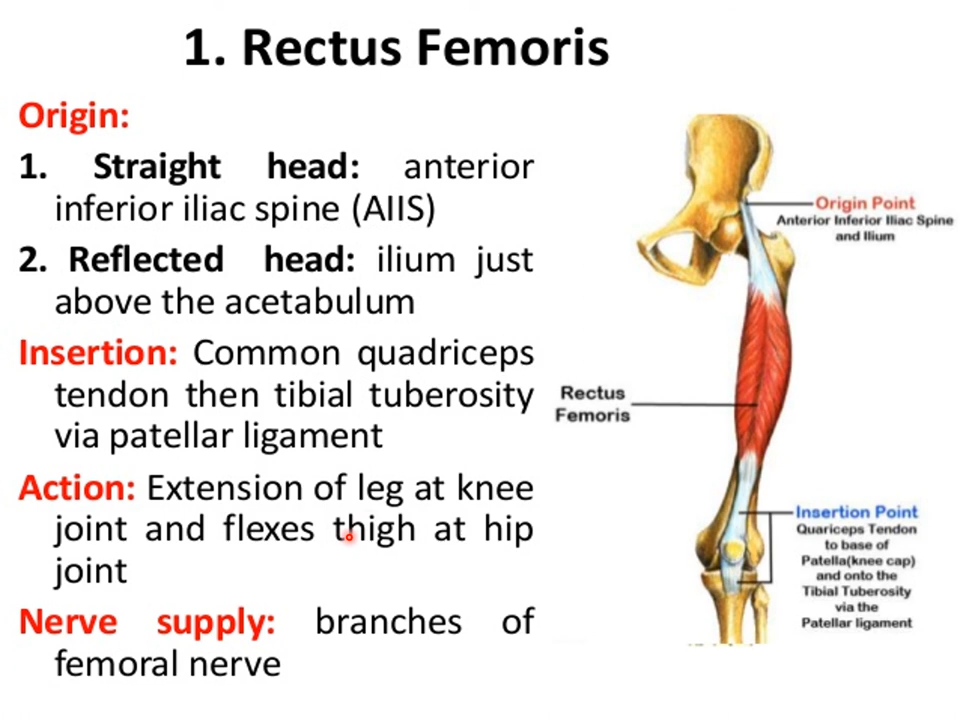 1. Rectus Femoris
Origin:
1. Straight head: anterior
inferior iliac spine (AIIS)
2. Reflected head: ilium just
above the acetabulum
Insertion: Common quadriceps
tendon then tibial tuberosity
via patellar ligament
Action: Extension of leg at knee
joint and flexes thigh at hip
joint
Nerve supply: branches of
femoral nerve
Origin Point
Anterior Inferior Iliac Spine
and Ilium
Rectus
Femoris
Insertion Point
Quariceps Tendon
to base of
Patella(knee cap)
and onto the
Tibial Tuberosity
via the
Patellar ligament